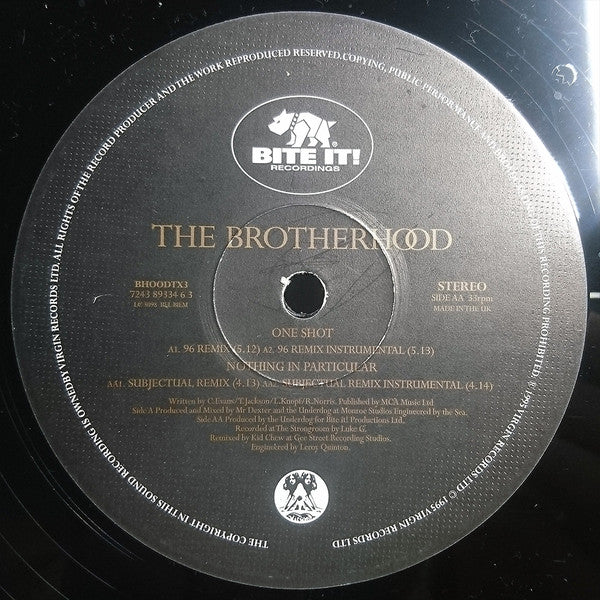 BITE IT!
RECORDINGS
THE BROTHERHOOD
BHOODTX3
7243 89334 6 3
LC 3098 BIEM
STEREO
SIDE AA 33rpm
MADE IN THE UK
ONE SHOT
A1. 96 REMIX (5.12) A2. 96 REMIX INSTRUMENTAL (5.13)
NOTHING IN PARTICULAR
AA1. SUBJECTUAL REMIX (4.13) AA2. SUBJECTUAL REMIX INSTRUMENTAL (4.14)
Written by C.Evans/T.Jackson/L.Knopf/R.Norris. Published by MCA Music Ltd
Side A Produced and Mixed by Mr Dexter and the Underdog at Monroe Studios Engineered by the Sea.
Side AA Produced by the Underdog for Bite it! Productions Ltd.
Recorded at The Strongroom by Luke G.
Remixed by Kid Chew at Gee Street Recording Studios.
Engineered by Leroy Quinton.
THE COPYRIGHT IN THIS SOUND RECORDING IS OWNED BY VIRGIN RECORDS LTD. ALL RIGHTS OF THE RECORD PRODUCER AND THE WORK REPRODUCED RESERVED. COPYING, PUBLIC PERFORMANCE RECORDING PROHIBITED. ℗ 1995 VIRGIN RECORDS LTD © 1995 VIRGIN RECORDS LTD